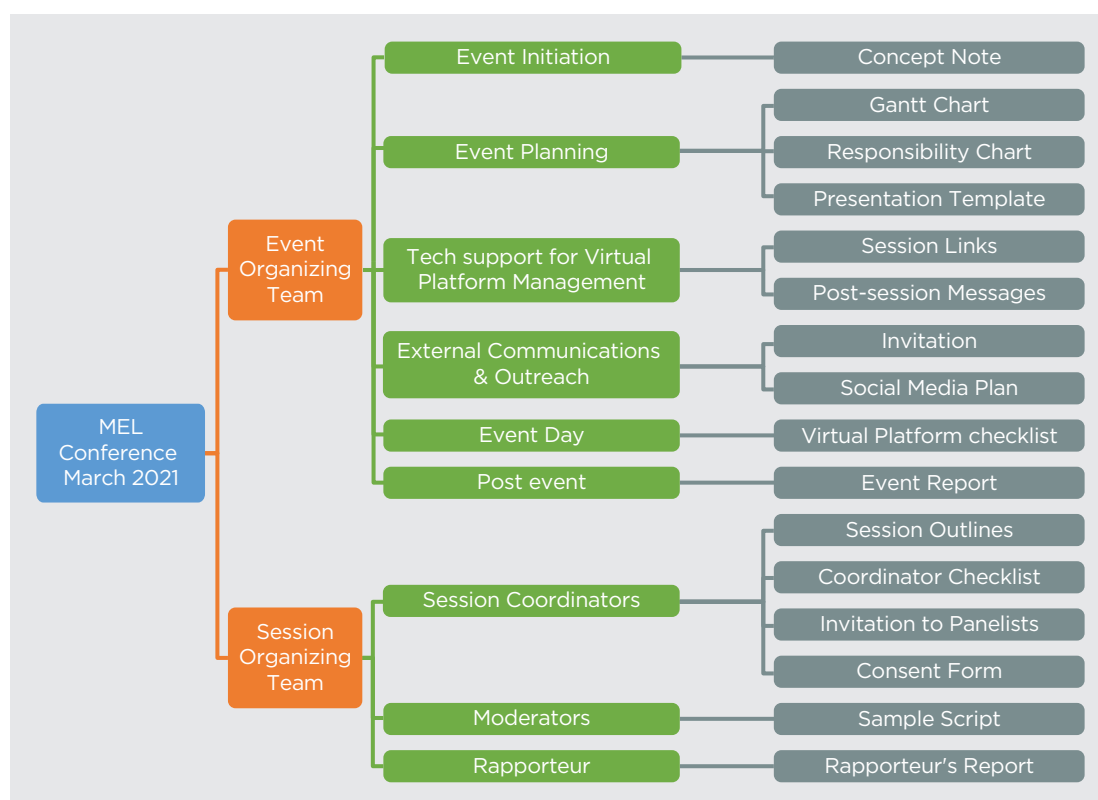 MEL
Conference
March 2021
Event
Organizing
Team
Event Initiation
Concept Note
Event Planning
Gantt Chart
Responsibility Chart
Presentation Template
Tech support for Virtual
Platform Management
Session Links
Post-session Messages
External Communications
& Outreach
Invitation
Social Media Plan
Event Day
Virtual Platform checklist
Post event
Event Report
Session
Organizing
Team
Session Coordinators
Session Outlines
Coordinator Checklist
Invitation to Panelists
Consent Form
Moderators
Sample Script
Rapporteur
Rapporteur's Report